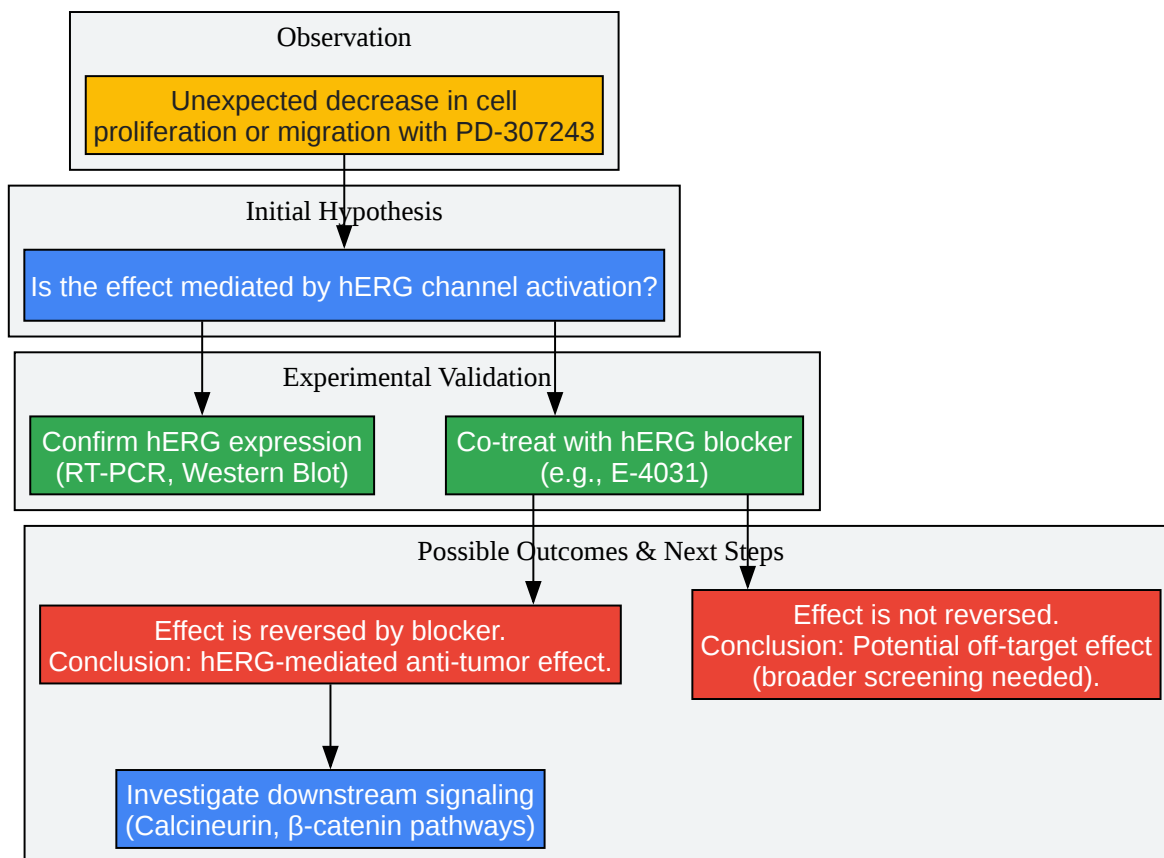 Observation
Unexpected decrease in cell
proliferation or migration with PD-307243
Initial Hypothesis
Is the effect mediated by hERG channel activation?
Experimental Validation
Confirm hERG expression
(RT-PCR, Western Blot)
Co-treat with hERG blocker
(e.g., E-4031)
Possible Outcomes & Next Steps
Effect is reversed by blocker.
Conclusion: hERG-mediated anti-tumor effect.
Effect is not reversed.
Conclusion: Potential off-target effect
(broader screening needed).
Investigate downstream signaling
(Calcineurin, β-catenin pathways)